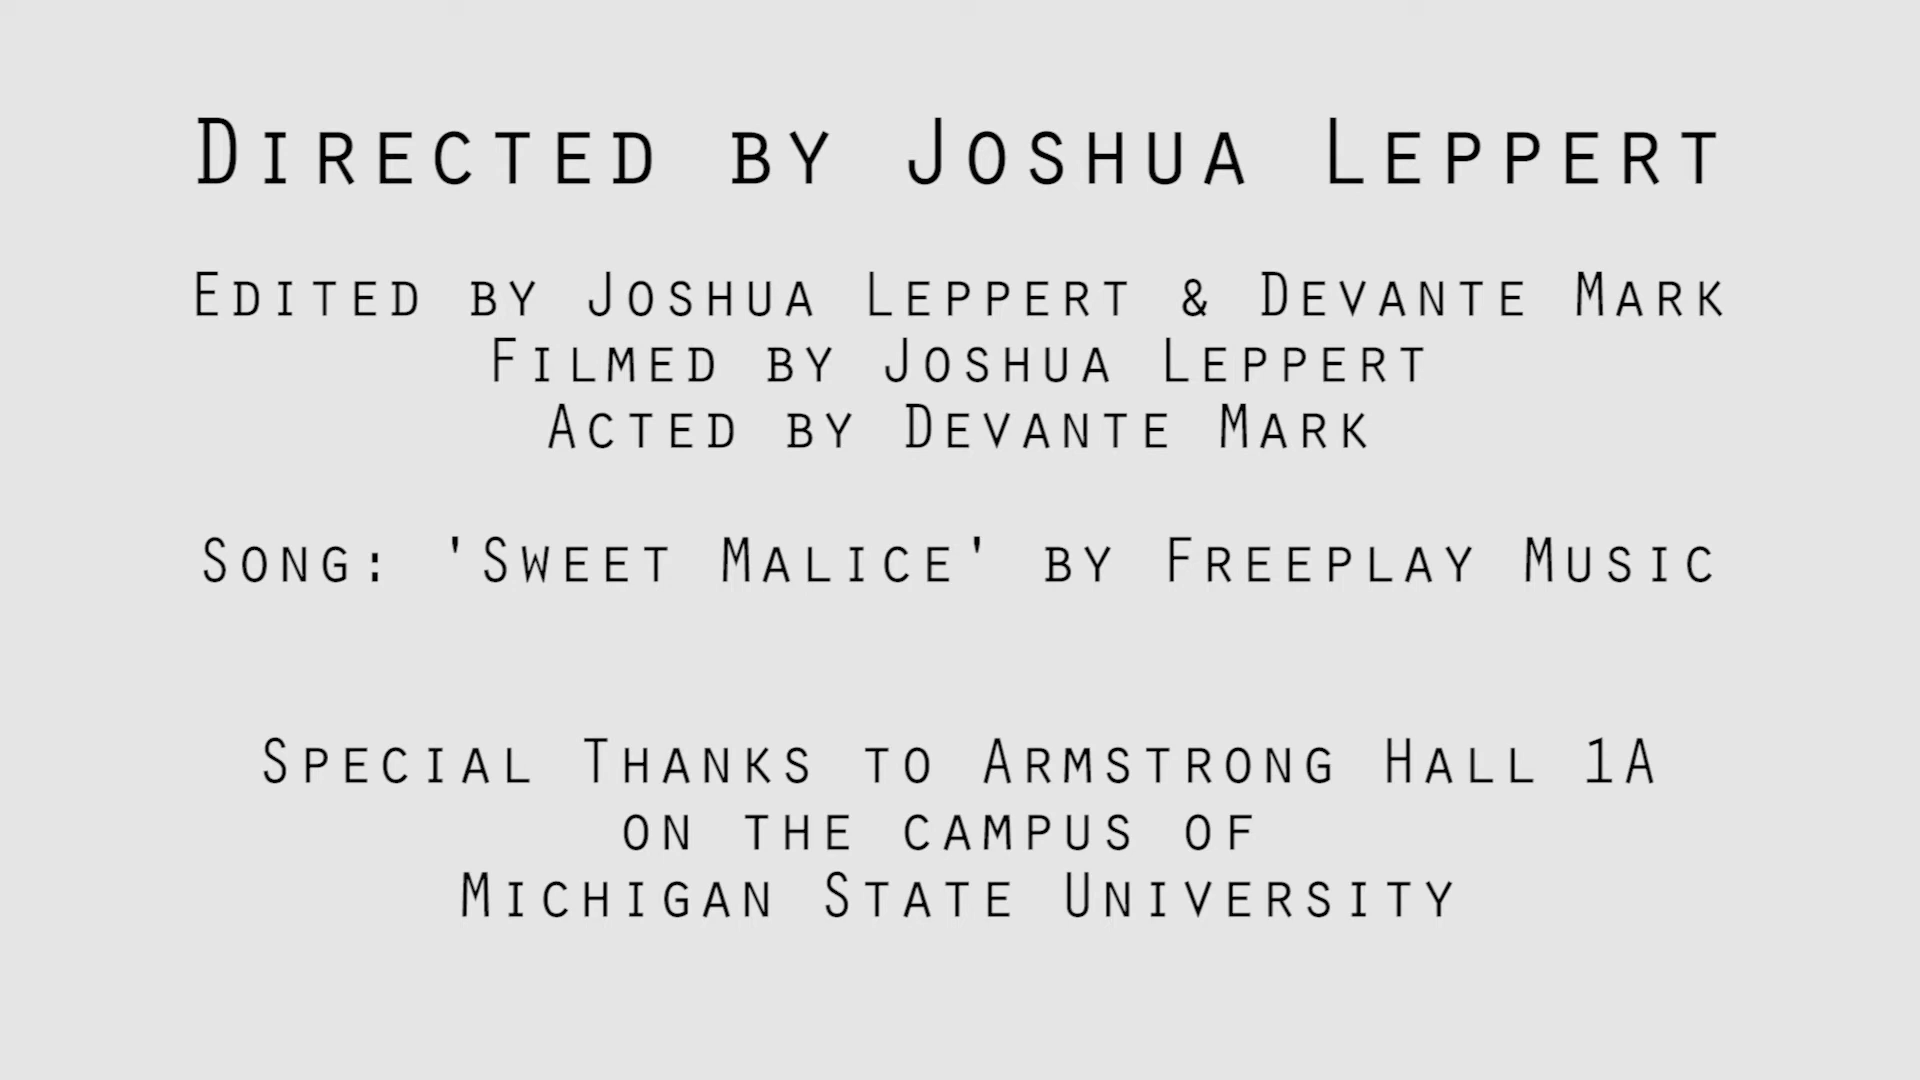 Directed by Joshua Leppert
Edited by Joshua Leppert & Devante Mark
Filmed by Joshua Leppert
Acted by Devante Mark
Song: 'Sweet Malice' by Freeplay Music
Special Thanks to Armstrong Hall 1A
on the campus of
Michigan State University